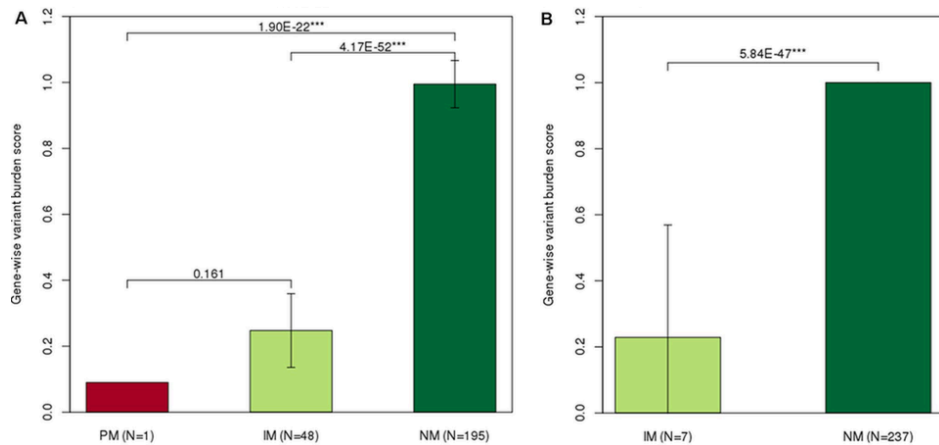 A
Gene-wise variant burden score
1.2
1.0
0.8
0.6
0.4
0.2
0.0
1.90E-22***
4.17E-52***
0.161
PM (N=1)
IM (N=48)
NM (N=195)
B
Gene-wise variant burden score
1.2
1.0
0.8
0.6
0.4
0.2
0.0
5.84E-47***
IM (N=7)
NM (N=237)